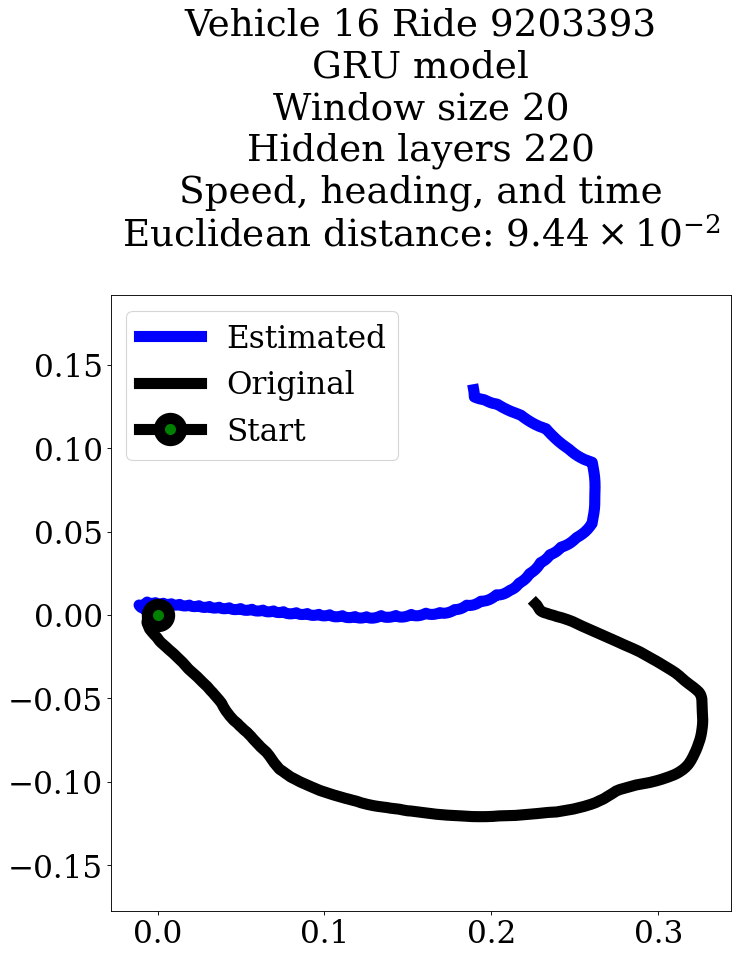 Vehicle 16 Ride 9203393
GRU model
Window size 20
Hidden layers 220
Speed, heading, and time
Euclidean distance: 9.44 × 10⁻²
Estimated
Original
Start
0.15
0.10
0.05
0.00
−0.05
−0.10
−0.15
0.0 0.1 0.2 0.3